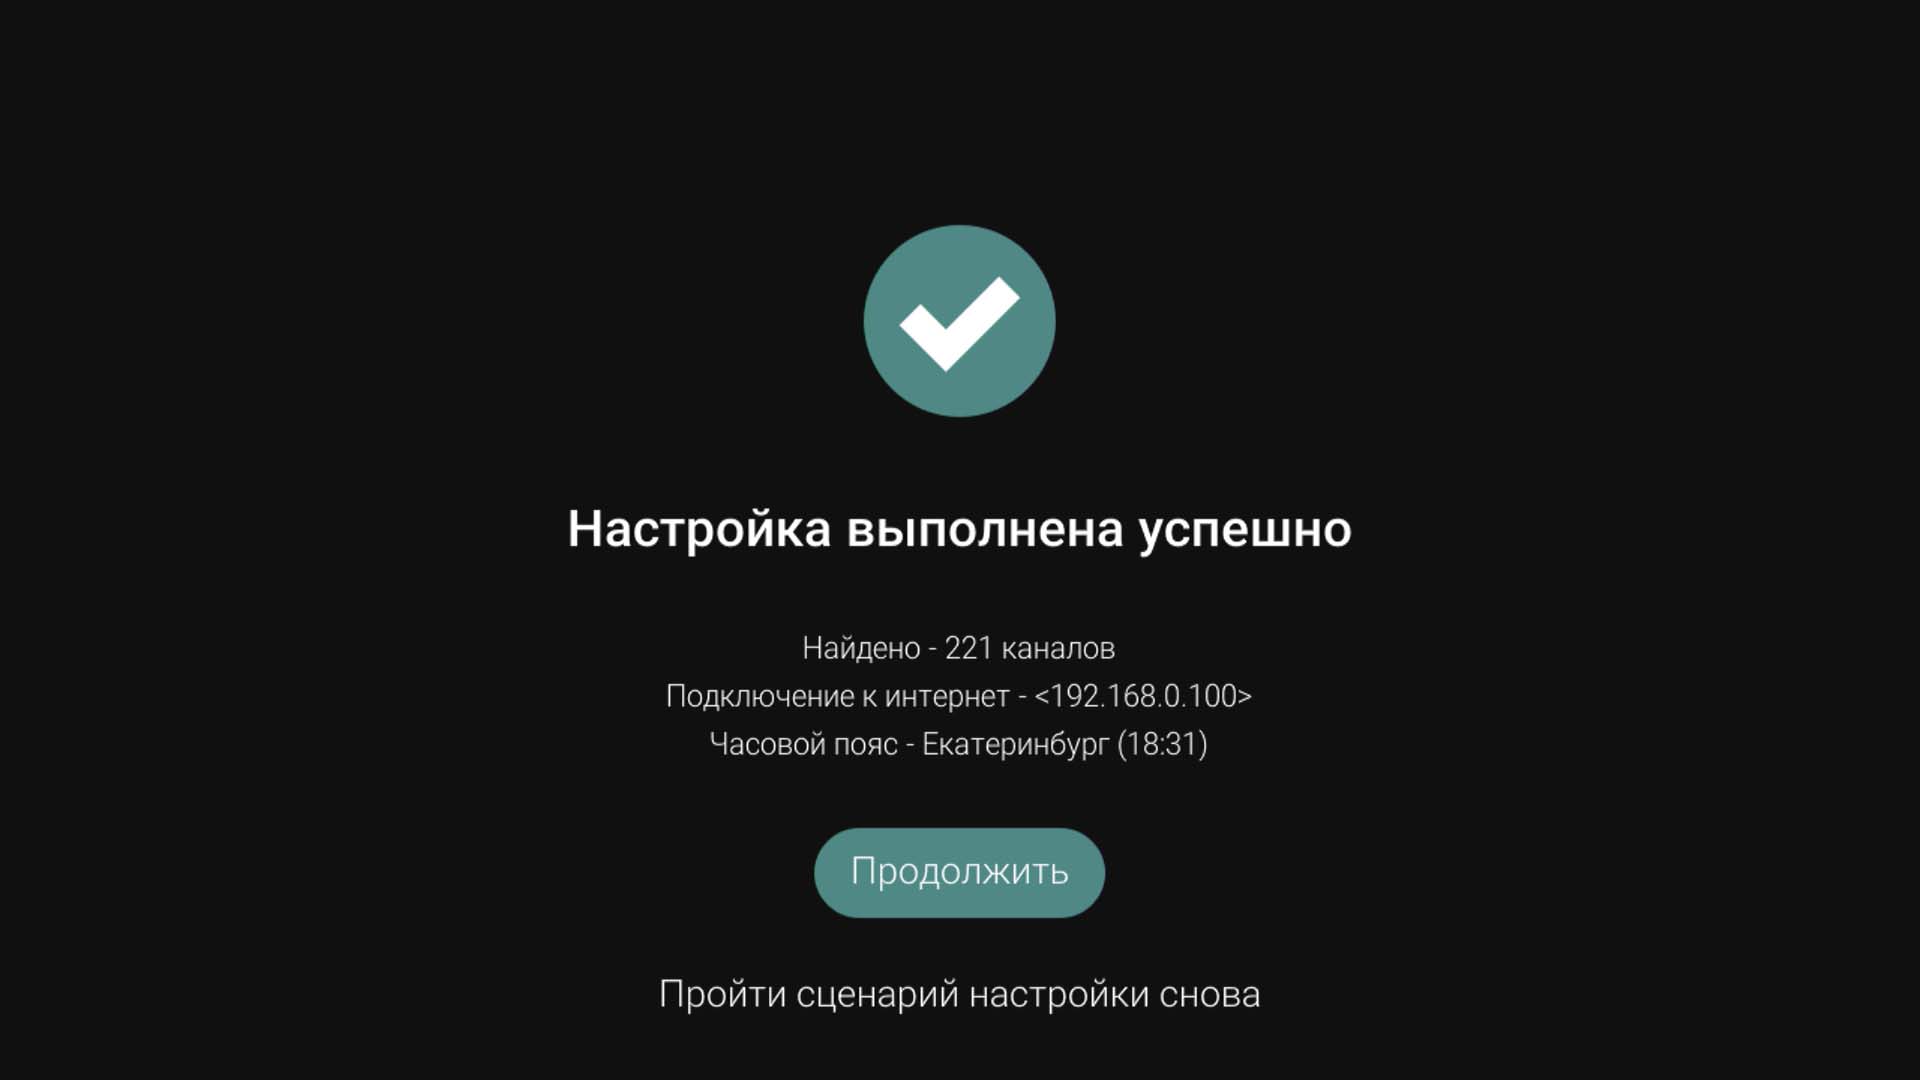 Настройка выполнена успешно
Найдено - 221 каналов
Подключение к интернет - <192.168.0.100>
Часовой пояс - Екатеринбург (18:31)
Продолжить
Пройти сценарий настройки снова